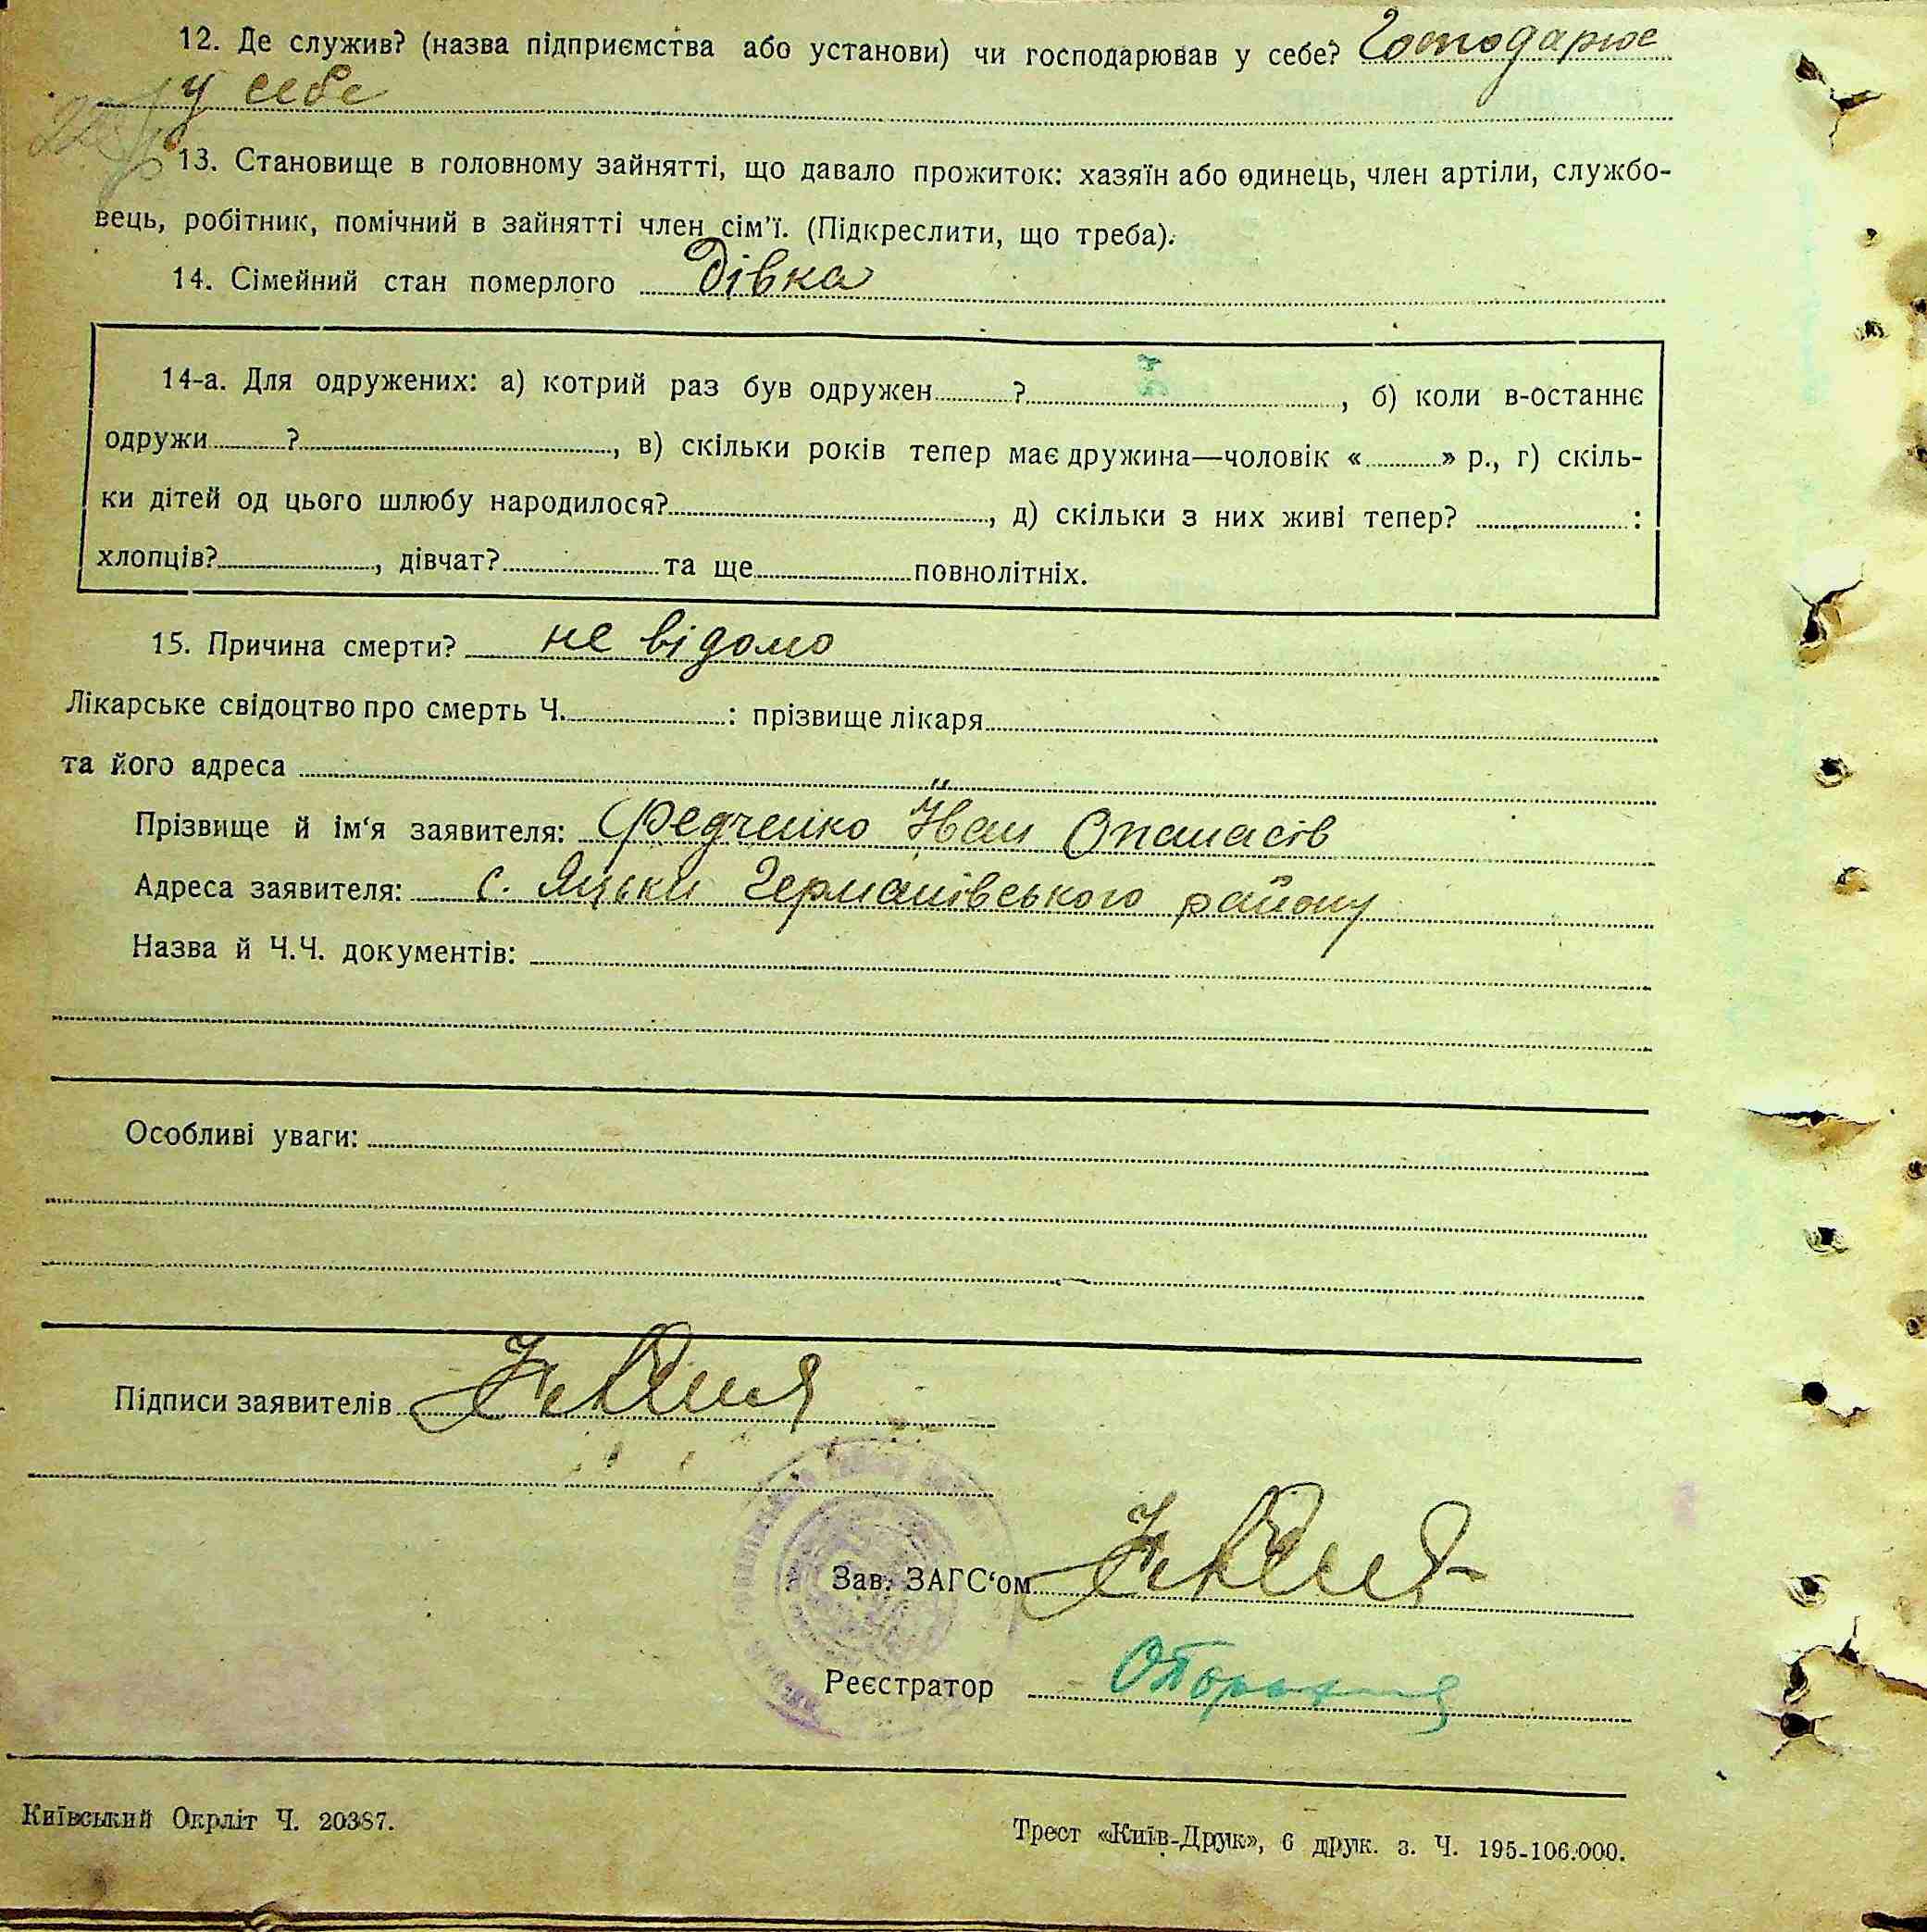 12. Де служив? (назва підприємства або установи) чи господарював у себе? Господарює
у себе
13. Становище в головному зайнятті, що давало прожиток: хазяїн або одинець, член артіли, службо-
вець, робітник, помічний в зайнятті член сім'ї. (Підкреслити, що треба).
14. Сімейний стан померлого дівка
14-а. Для одружених: а) котрий раз був одружен ? , б) коли в-останнє
одружи ? , в) скільки років тепер має дружина—чоловік « » р., г) скіль-
ки дітей од цього шлюбу народилося? , д) скільки з них живі тепер? :
хлопців? , дівчат? та ще повнолітніх.
15. Причина смерти? не відомо
Лікарське свідоцтво про смерть Ч. : прізвище лікаря
та його адреса
Прізвище й ім'я заявителя: Федченко Іван Опанасів
Адреса заявителя: с. Яцьки Германівського району
Назва й Ч.Ч. документів:
Особливі уваги:
Підписи заявителів
Зав. ЗАГС'ом
Реєстратор
Київський Окрліт Ч. 20387.
Трест «Київ-Друк», 6 друк. з. Ч. 195-106.000.